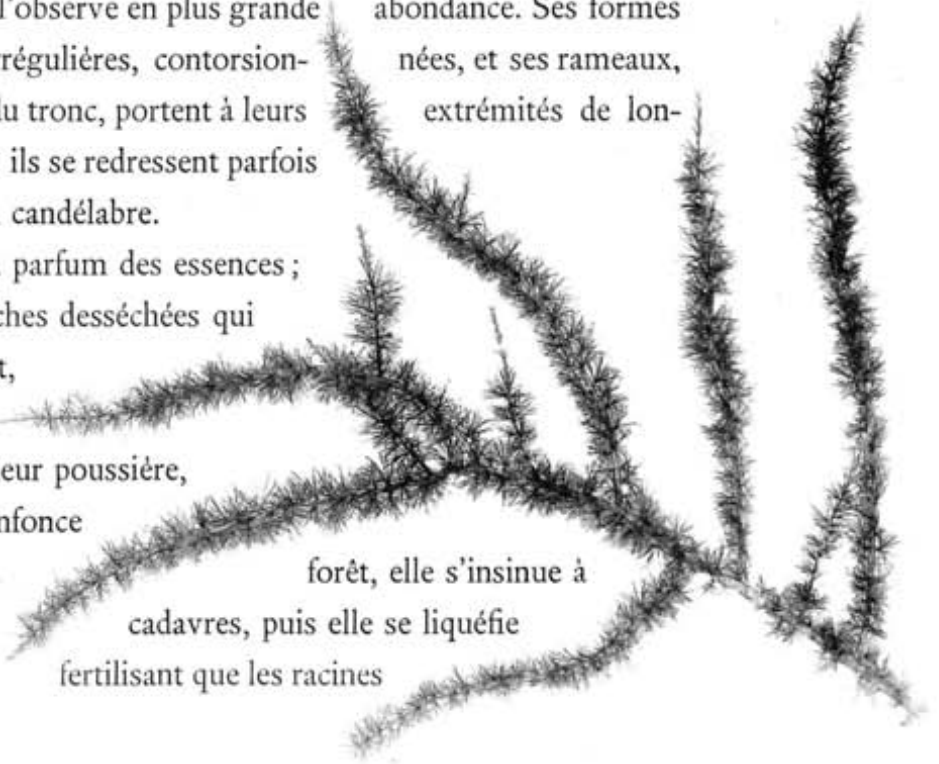 l'observe en plus grande abondance. Ses formes
régulières, contorsion- nées, et ses rameaux,
du tronc, portent à leurs extrémités de lon-
ils se redressent parfois
candélabre.
parfum des essences ;
ches desséchées qui
t,
eur poussière,
nfonce
forêt, elle s'insinue à
cadavres, puis elle se liquéfie
fertilisant que les racines